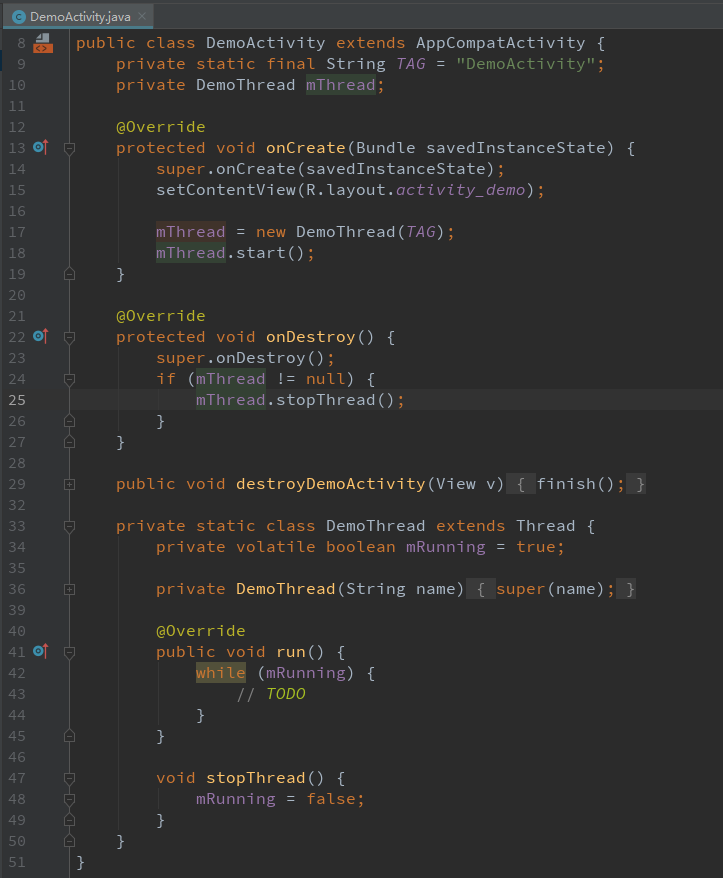 DemoActivity.java
8 public class DemoActivity extends AppCompatActivity {
9 private static final String TAG = "DemoActivity";
10 private DemoThread mThread;
11
12 @Override
13 protected void onCreate(Bundle savedInstanceState) {
14 super.onCreate(savedInstanceState);
15 setContentView(R.layout.activity_demo);
16
17 mThread = new DemoThread(TAG);
18 mThread.start();
19 }
20
21 @Override
22 protected void onDestroy() {
23 super.onDestroy();
24 if (mThread != null) {
25 mThread.stopThread();
26 }
27 }
28
29 public void destroyDemoActivity(View v) { finish(); }
32
33 private static class DemoThread extends Thread {
34 private volatile boolean mRunning = true;
35
36 private DemoThread(String name) { super(name); }
39
40 @Override
41 public void run() {
42 while (mRunning) {
43 // TODO
44 }
45 }
46
47 void stopThread() {
48 mRunning = false;
49 }
50 }
51 }